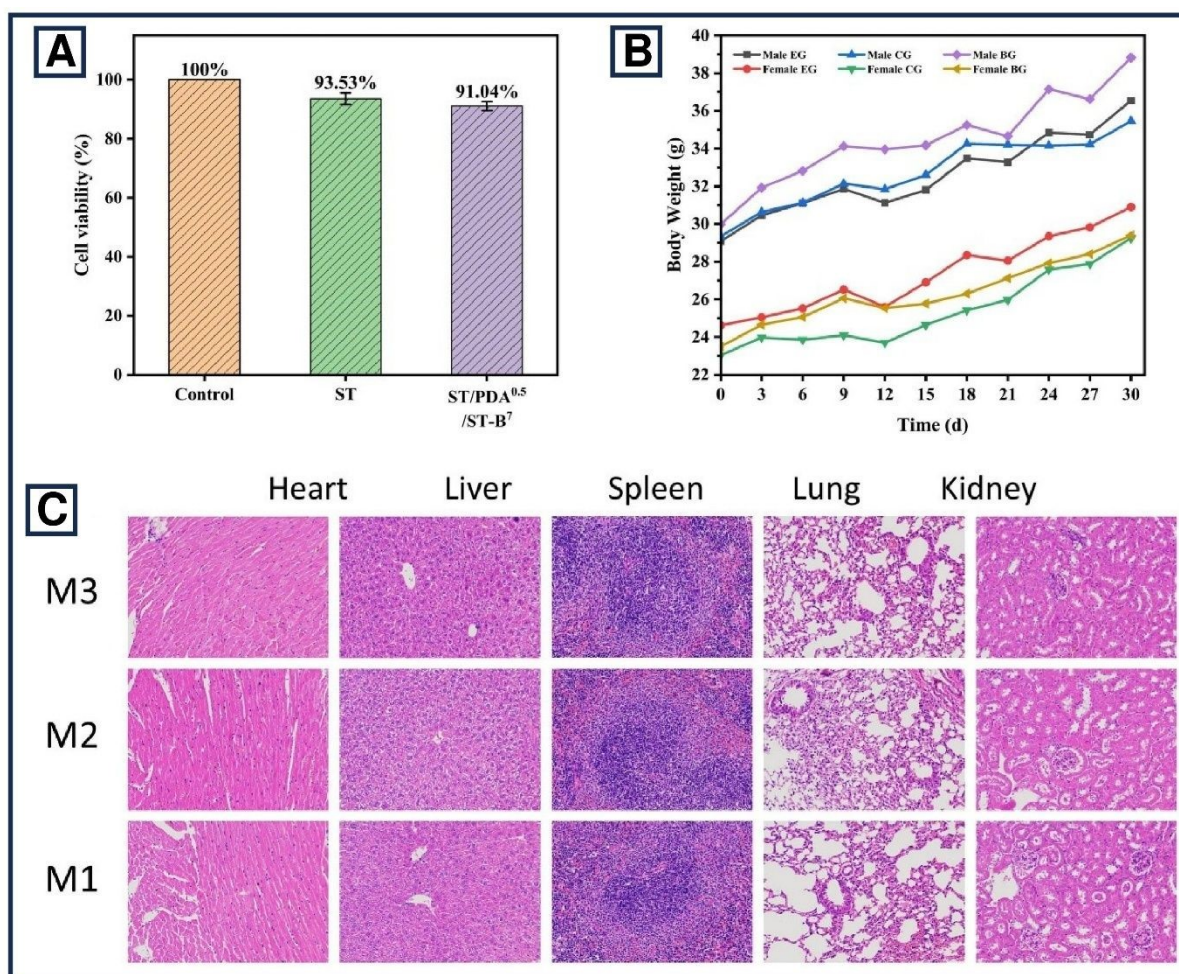 A
100%
93.53%
91.04%
100
80
60
40
20
0
Cell viability (%)
Control
ST
ST/PDA^0.5
/ST-B^7
B
Male EG
Male CG
Male BG
Female EG
Female CG
Female BG
40
38
36
34
32
30
28
26
24
22
Body Weight (g)
0 3 6 9 12 15 18 21 24 27 30
Time (d)
C
Heart Liver Spleen Lung Kidney
M3
M2
M1